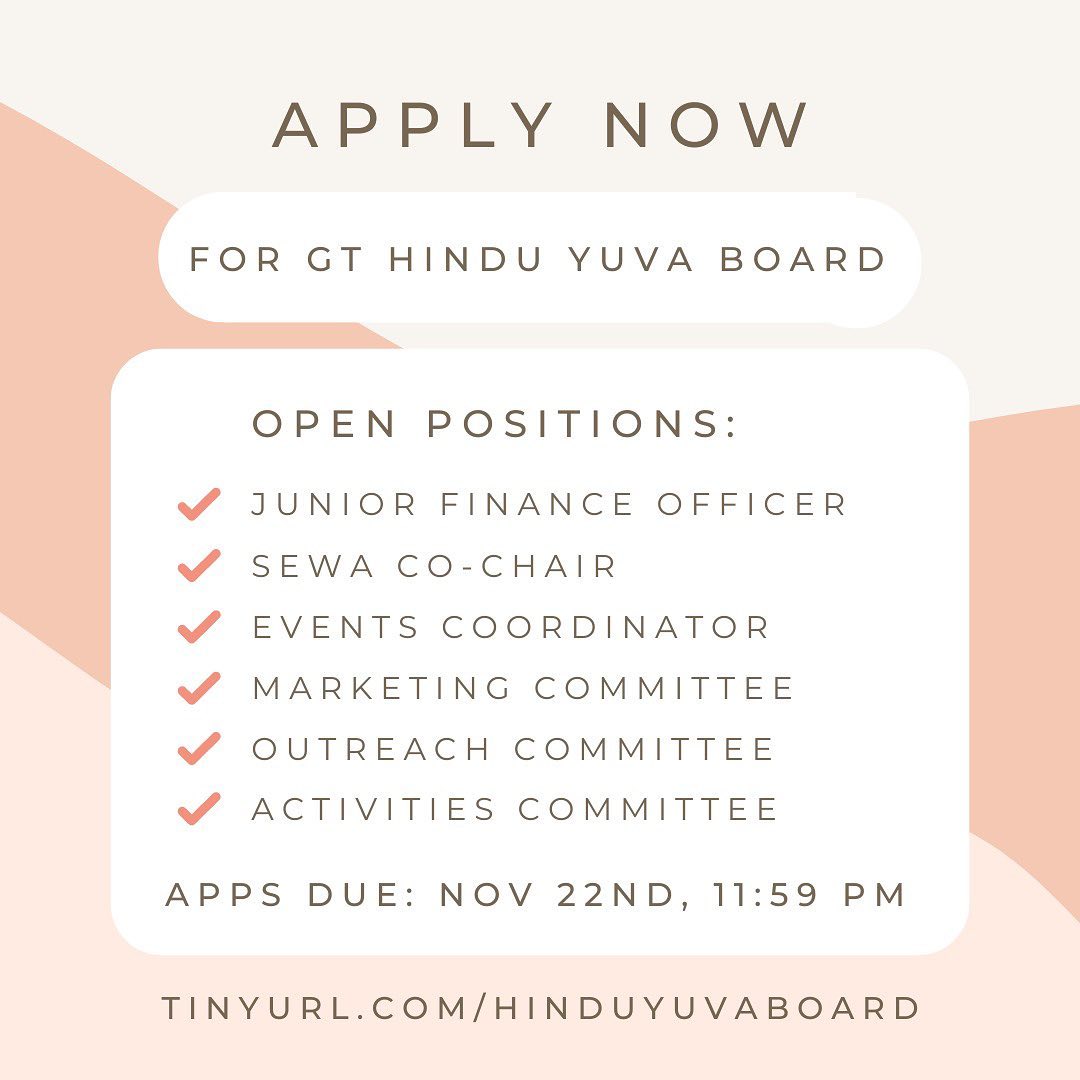 APPLY NOW
FOR GT HINDU YUVA BOARD
OPEN POSITIONS:
JUNIOR FINANCE OFFICER
SEWA CO-CHAIR
EVENTS COORDINATOR
MARKETING COMMITTEE
OUTREACH COMMITTEE
ACTIVITIES COMMITTEE
APPS DUE: NOV 22ND, 11:59 PM
TINYURL.COM/HINDUYUVABOARD